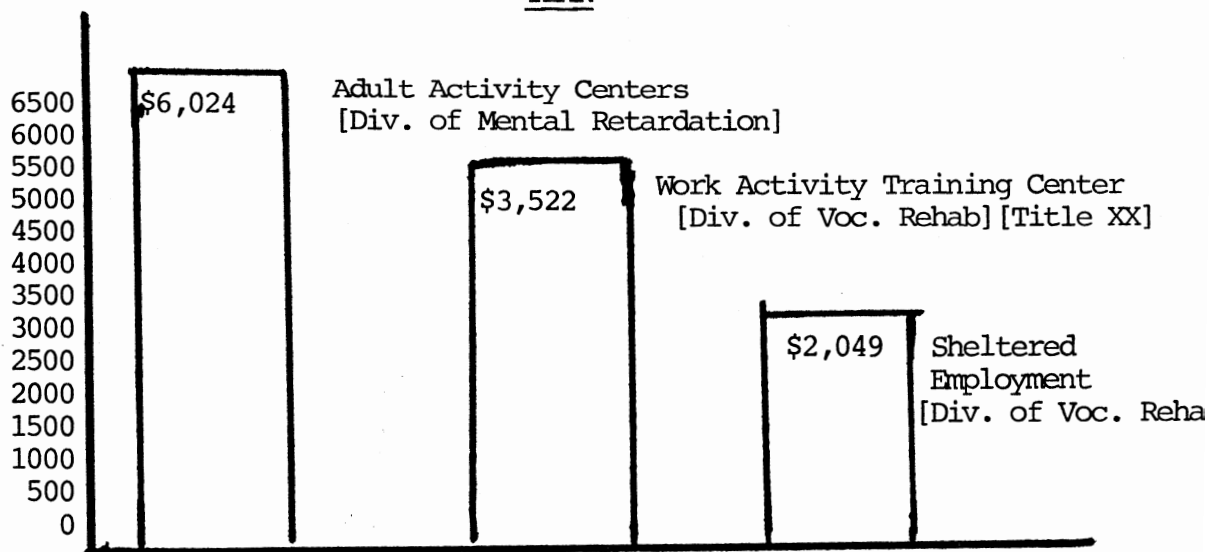 6500
6000
5500
5000
4500
4000
3500
3000
2500
2000
1500
1000
500
0
$6,024
Adult Activity Centers
[Div. of Mental Retardation]
$3,522
Work Activity Training Center
[Div. of Voc. Rehab] [Title XX]
$2,049
Sheltered
Employment
[Div. of Voc. Reha